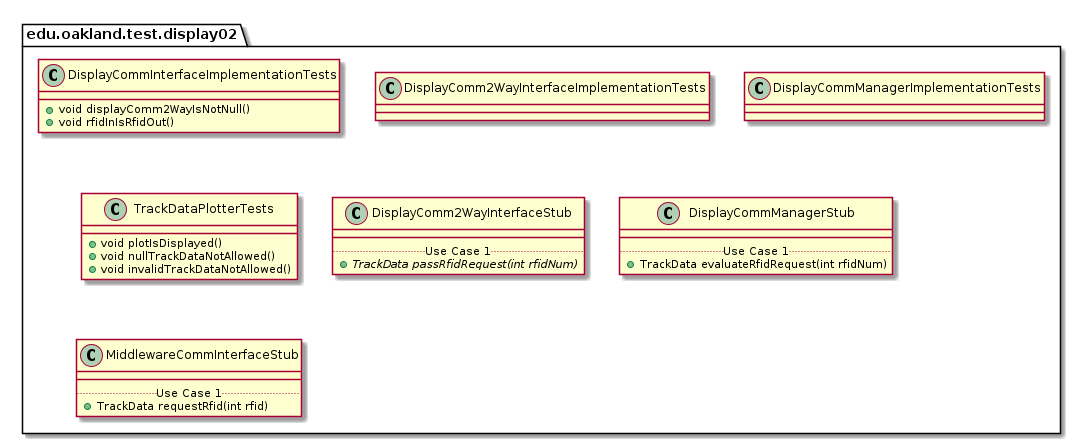 edu.oakland.test.display02
C DisplayCommInterfaceImplementationTests
void displayComm2WayIsNotNull()
void rfidInIsRfidOut()
C DisplayComm2WayInterfaceImplementationTests
C DisplayCommManagerImplementationTests
C TrackDataPlotterTests
void plotIsDisplayed()
void nullTrackDataNotAllowed()
void invalidTrackDataNotAllowed()
C DisplayComm2WayInterfaceStub
Use Case 1
TrackData passRfidRequest(int rfidNum)
C DisplayCommManagerStub
Use Case 1
TrackData evaluateRfidRequest(int rfidNum)
C MiddlewareCommInterfaceStub
Use Case 1
TrackData requestRfid(int rfid)